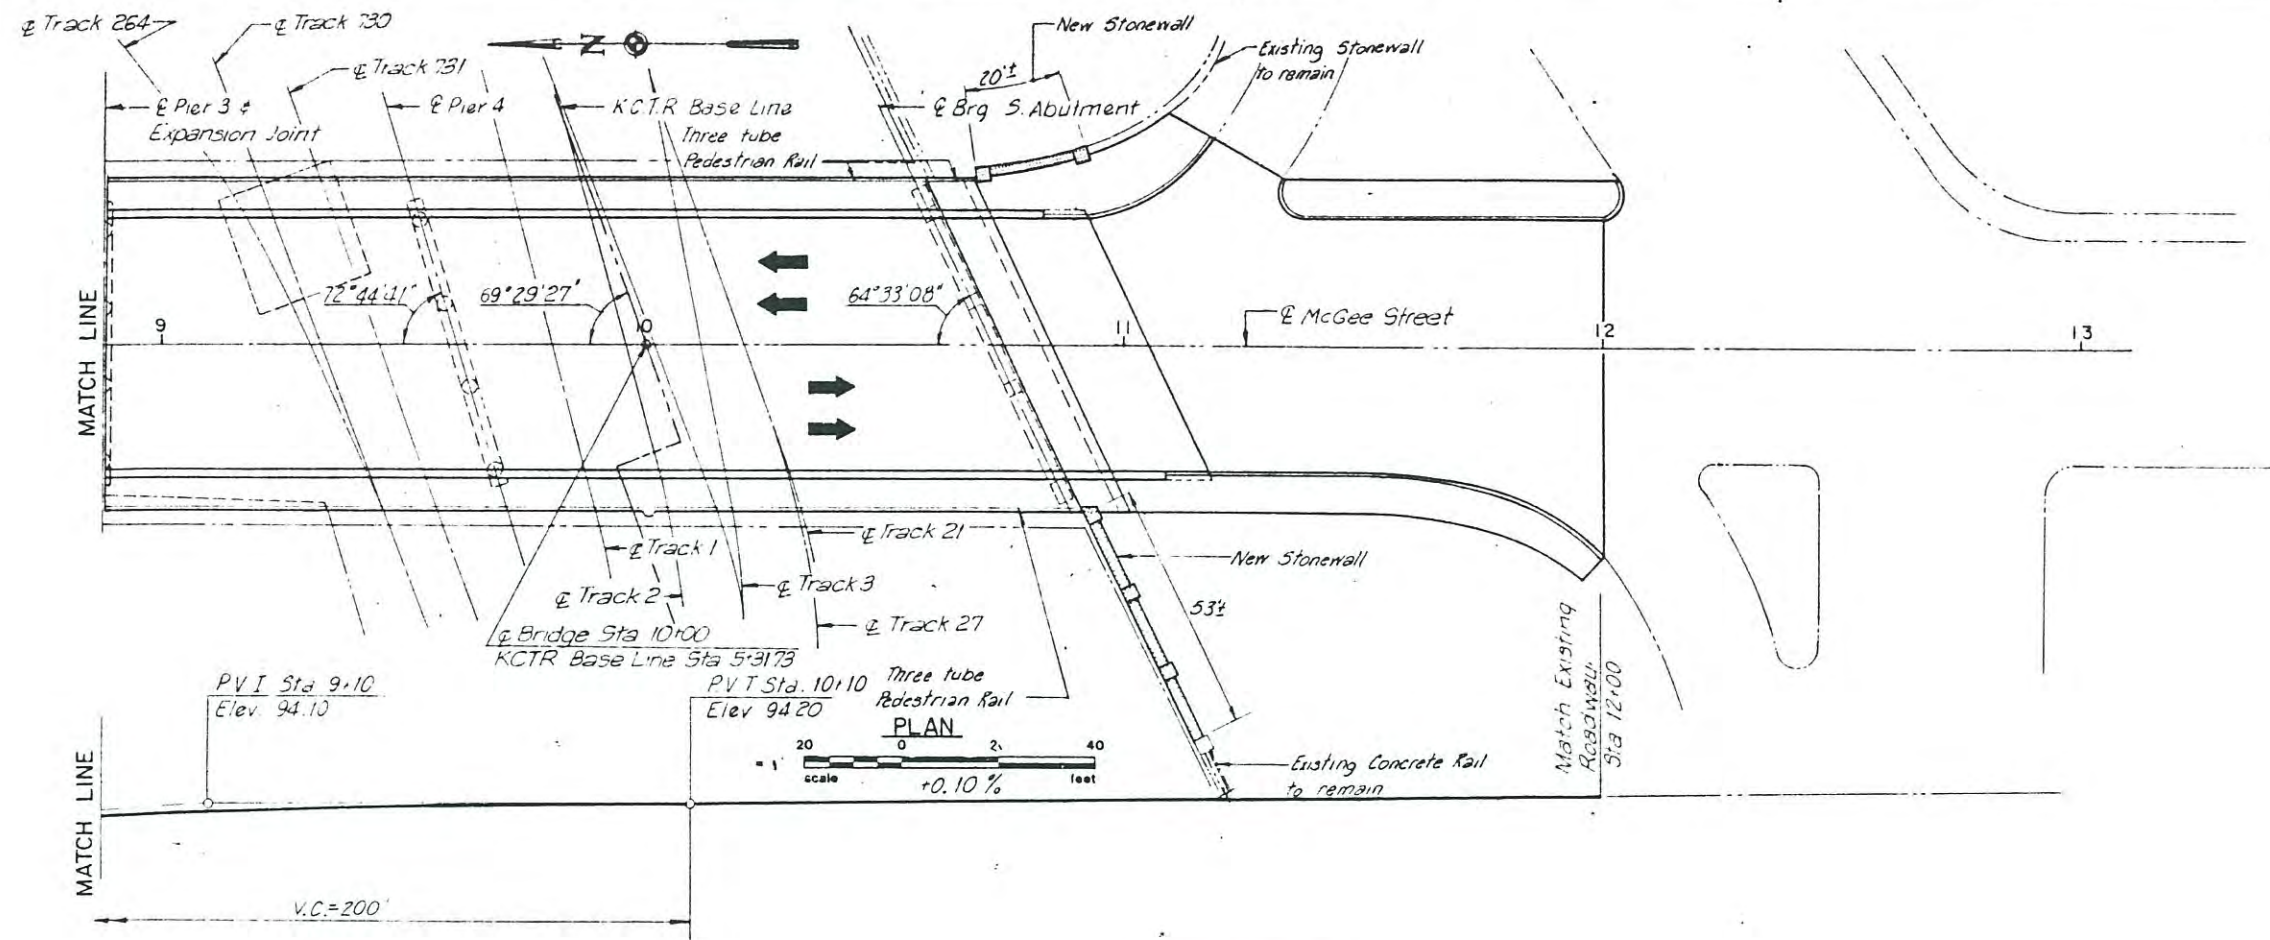 ℄ Track 264
℄ Track 730
℄ Track 731
N
New Stonewall
Existing Stonewall
to remain
20'±
℄ Pier 3 &
Expansion Joint
℄ Pier 4
K.C.T.R Base Line
Three tube
Pedestrian Rail
℄ Brg S. Abutment
MATCH LINE
72°44'41"
69°29'27"
64°33'08"
℄ McGee Street
9
10
11
12
13
℄ Track 1
℄ Track 21
New Stonewall
℄ Track 2
℄ Track 3
53'±
℄ Track 27
℄ Bridge Sta 10+00
KCTR Base Line Sta 5+31.73
P V I Sta 9+10
Elev. 94.10
P V T Sta. 10+10
Elev 94.20
Three tube
Pedestrian Rail
PLAN
20 0 40
scale feet
+0.10 %
Existing Concrete Rail
to remain
Match Existing
Roadway
Sta 12+00
MATCH LINE
V.C.=200'